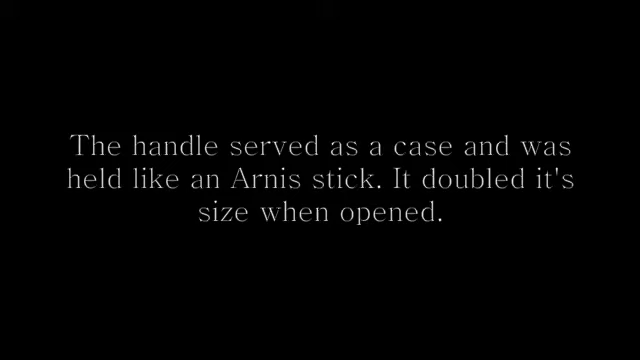 The handle served as a case and was
held like an Arnis stick. It doubled it's
size when opened.